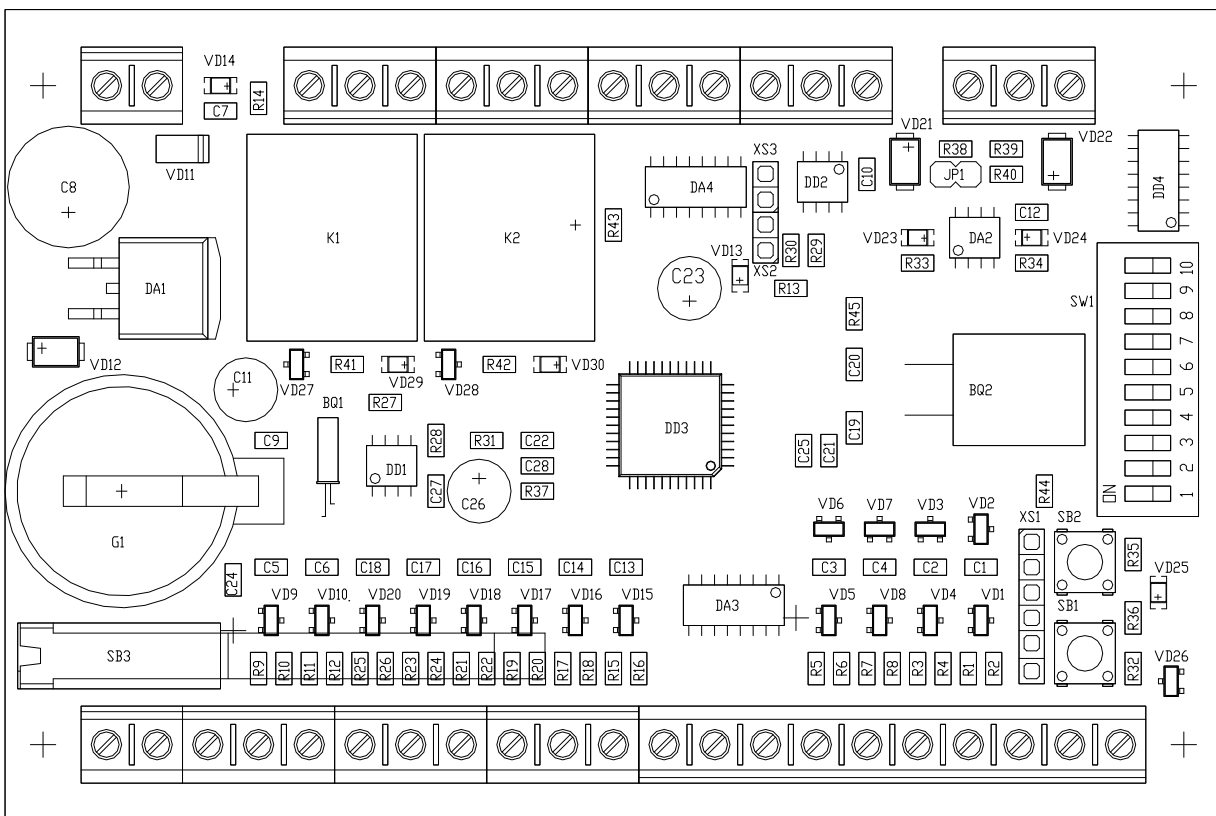 VD14
R14
C7
VD11
C8
VD21
R38
R39
VD22
XS3
DD2
C10
DA4
JP1
R40
DD4
K1
K2
R43
C12
VD23
DA2
VD24
VD13
R30
R29
R33
R34
XS2
C23
R13
DA1
10
9
SW1
R45
8
VD12
7
R41
VD29
R42
VD30
C20
6
C11
VD27
VD28
BQ2
5
BQ1
R27
4
C9
R28
R31
C22
DD3
C19
3
C25
C21
DD1
C28
2
C27
C26
R37
R44
ON
1
G1
VD6
VD7
VD3
VD2
XS1
SB2
R35
C24
C5
C6
C18
C17
C16
C15
C14
C13
C3
C4
C2
C1
VD25
VD9
VD10
VD20
VD19
VD18
VD17
VD16
VD15
DA3
VD5
VD8
VD4
VD1
SB1
R36
SB3
R9
R10
R11
R12
R25
R26
R23
R24
R21
R22
R19
R20
R17
R18
R15
R16
R5
R6
R7
R8
R3
R4
R1
R2
R32
VD26